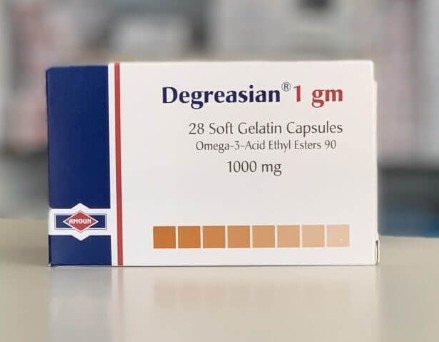 Degreasian® 1 gm
28 Soft Gelatin Capsules
Omega-3-Acid Ethyl Esters 90
1000 mg
AMOUN